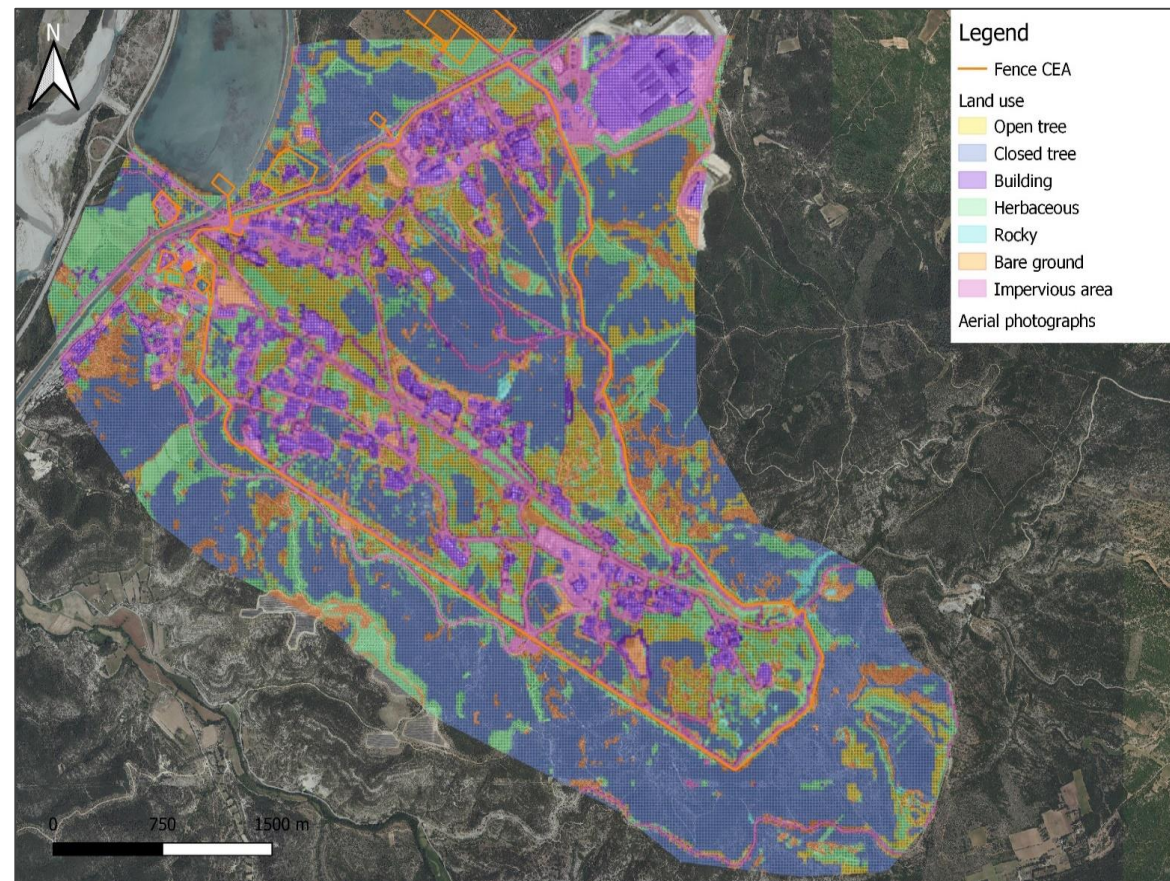 N
Legend
Fence CEA
Land use
Open tree
Closed tree
Building
Herbaceous
Rocky
Bare ground
Impervious area
Aerial photographs
0 750 1500 m